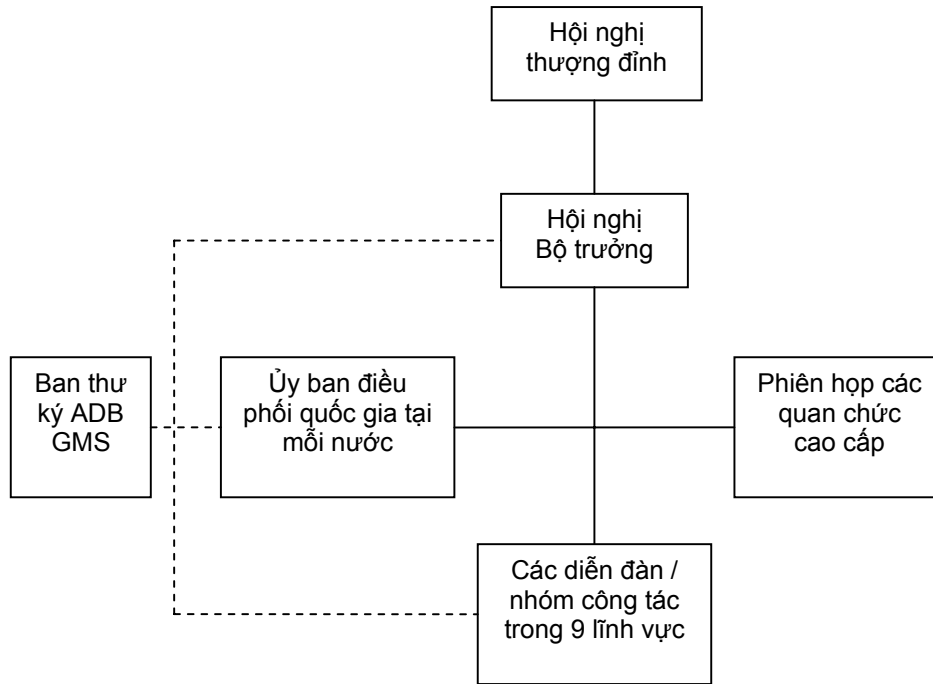 Hội nghị
thượng đỉnh
Hội nghị
Bộ trưởng
Ban thư
ký ADB
GMS
Ủy ban điều
phối quốc gia tại
mỗi nước
Phiên họp các
quan chức
cao cấp
Các diễn đàn /
nhóm công tác
trong 9 lĩnh vực